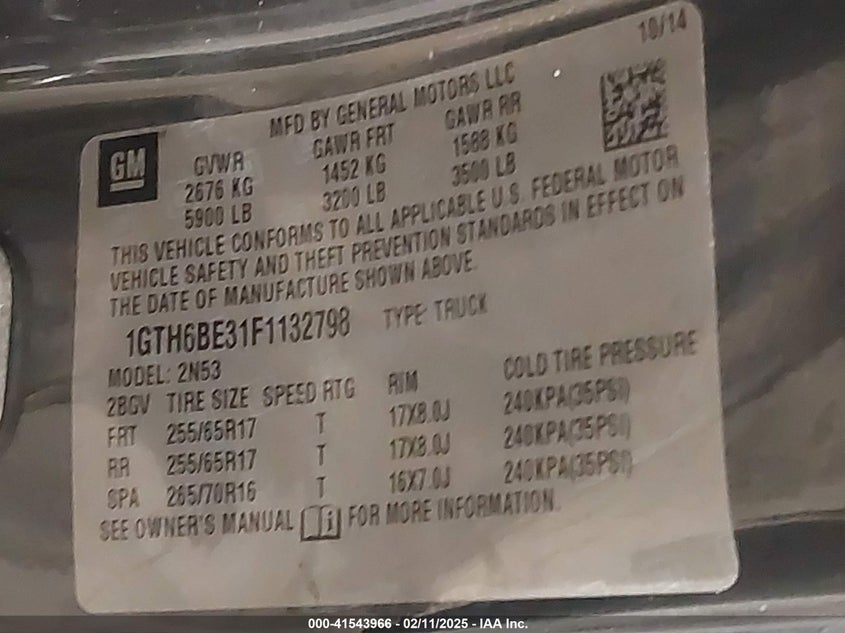 10/14
MFD BY GENERAL MOTORS LLC
GM
GVWR GAWR FRT GAWR RR
2676 KG 1452 KG 1588 KG
5900 LB 3200 LB 3500 LB
THIS VEHICLE CONFORMS TO ALL APPLICABLE U.S. FEDERAL MOTOR
VEHICLE SAFETY AND THEFT PREVENTION STANDARDS IN EFFECT ON
THE DATE OF MANUFACTURE SHOWN ABOVE.
1GTH6BE31F1132798 TYPE: TRUCK
MODEL: 2N53
2BGV TIRE SIZE SPEED RTG RIM COLD TIRE PRESSURE
FRT 255/65R17 T 17X8.0J 240KPA(35PSI)
RR 255/65R17 T 17X8.0J 240KPA(35PSI)
SPA 265/70R16 T 16X7.0J 240KPA(35PSI)
SEE OWNER'S MANUAL FOR MORE INFORMATION.
000-41543966 - 02/11/2025 - IAA Inc.